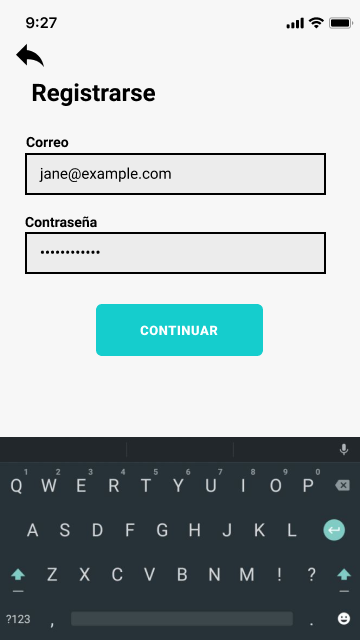 9:27
Registrarse
Correo
jane@example.com
Contraseña
••••••••••••
CONTINUAR
1 2 3 4 5 6 7 8 9 0
Q W E R T Y U I O P
A S D F G H J K L
Z X C V B N M ! ?
?123 , .